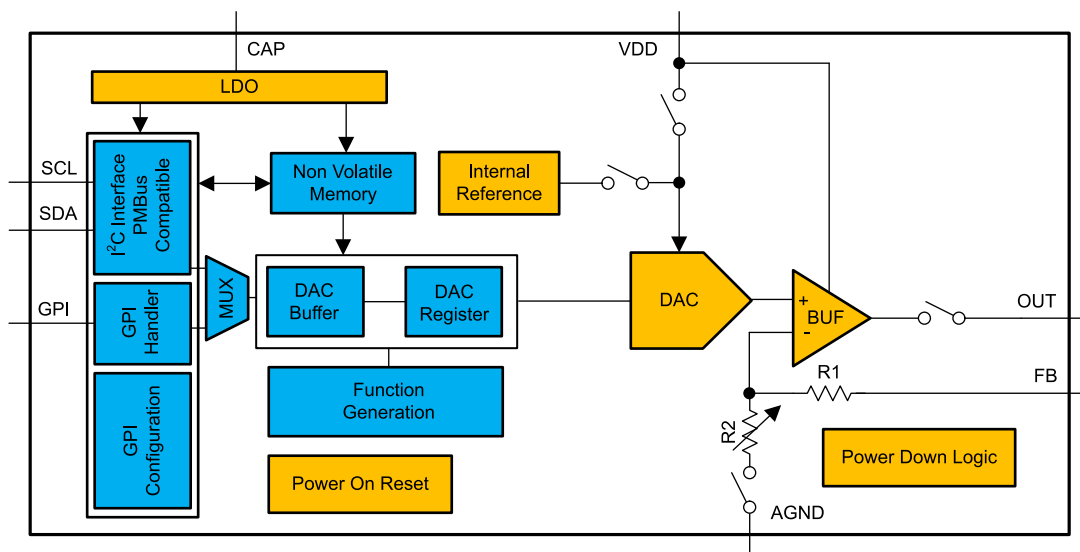 CAP
VDD
LDO
SCL
SDA
GPI
I²C Interface
PMBus
Compatible
GPI
Handler
GPI
Configuration
Non Volatile
Memory
Internal
Reference
MUX
DAC
Buffer
DAC
Register
Function
Generation
Power On Reset
DAC
+
BUF
-
OUT
R1
FB
R2
Power Down Logic
AGND